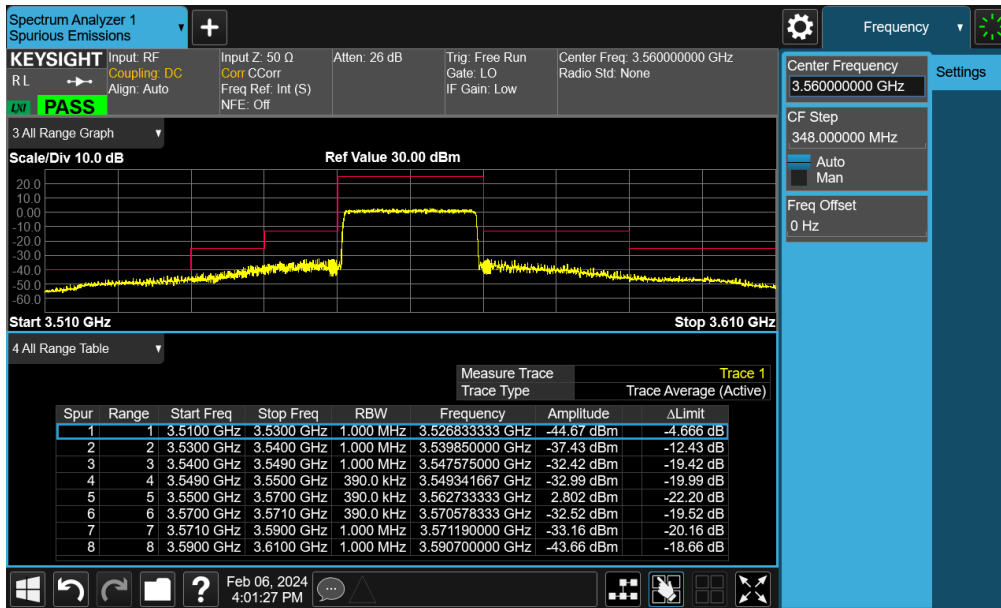 Spectrum Analyzer 1
Spurious Emissions
+
Frequency
KEYSIGHT
R L
LXI
PASS
Input: RF
Coupling: DC
Align: Auto
Input Z: 50 Ω
Corr CCorr
Freq Ref: Int (S)
NFE: Off
Atten: 26 dB
Trig: Free Run
Gate: LO
IF Gain: Low
Center Freq: 3.560000000 GHz
Radio Std: None
Center Frequency
3.560000000 GHz
Settings
CF Step
348.000000 MHz
Auto
Man
Freq Offset
0 Hz
3 All Range Graph
Scale/Div 10.0 dB
Ref Value 30.00 dBm
20.0
10.0
0.00
-10.0
-20.0
-30.0
-40.0
-50.0
-60.0
Start 3.510 GHz
Stop 3.610 GHz
4 All Range Table
Measure Trace Trace 1
Trace Type Trace Average (Active)
Spur Range Start Freq Stop Freq RBW Frequency Amplitude ΔLimit
1 1 3.5100 GHz 3.5300 GHz 1.000 MHz 3.526833333 GHz -44.67 dBm -4.666 dB
2 2 3.5300 GHz 3.5400 GHz 1.000 MHz 3.539850000 GHz -37.43 dBm -12.43 dB
3 3 3.5400 GHz 3.5490 GHz 1.000 MHz 3.547575000 GHz -32.42 dBm -19.42 dB
4 4 3.5490 GHz 3.5500 GHz 390.0 kHz 3.549341667 GHz -32.99 dBm -19.99 dB
5 5 3.5500 GHz 3.5700 GHz 390.0 kHz 3.562733333 GHz 2.802 dBm -22.20 dB
6 6 3.5700 GHz 3.5710 GHz 390.0 kHz 3.570578333 GHz -32.52 dBm -19.52 dB
7 7 3.5710 GHz 3.5900 GHz 1.000 MHz 3.571190000 GHz -33.16 dBm -20.16 dB
8 8 3.5900 GHz 3.6100 GHz 1.000 MHz 3.590700000 GHz -43.66 dBm -18.66 dB
?
Feb 06, 2024
4:01:27 PM